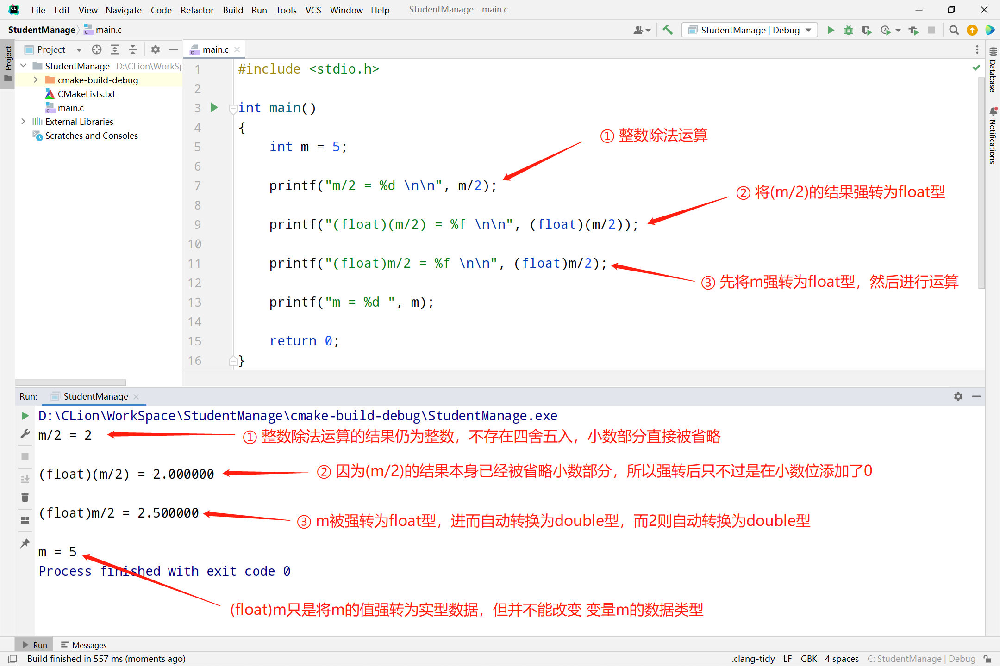 File Edit View Navigate Code Refactor Build Run Tools VCS Window Help StudentManage - main.c
StudentManage main.c StudentManage | Debug
Project
Project main.c
StudentManage D:\CLion\WorkSp
cmake-build-debug
CMakeLists.txt
main.c
External Libraries
Scratches and Consoles
Database
Notifications
1 #include <stdio.h>
2
3 int main()
4 {
5 int m = 5;
① 整数除法运算
6
7 printf("m/2 = %d \n\n", m/2);
② 将(m/2)的结果强转为float型
8
9 printf("(float)(m/2) = %f \n\n", (float)(m/2));
10
11 printf("(float)m/2 = %f \n\n", (float)m/2);
③ 先将m强转为float型，然后进行运算
12
13 printf("m = %d ", m);
14
15 return 0;
16 }
Run: StudentManage
D:\CLion\WorkSpace\StudentManage\cmake-build-debug\StudentManage.exe
m/2 = 2 ① 整数除法运算的结果仍为整数，不存在四舍五入，小数部分直接被省略
(float)(m/2) = 2.000000 ② 因为(m/2)的结果本身已经被省略小数部分，所以强转后只不过是在小数位添加了0
(float)m/2 = 2.500000 ③ m被强转为float型，进而自动转换为double型，而2则自动转换为double型
m = 5
Process finished with exit code 0
(float)m只是将m的值强转为实型数据，但并不能改变 变量m的数据类型
Run Messages
Build finished in 557 ms (moments ago) .clang-tidy LF GBK 4 spaces C: StudentManage | Debug